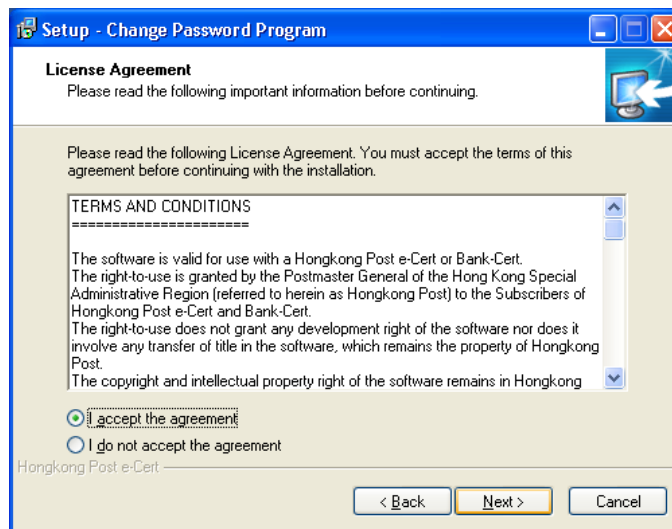 Setup - Change Password Program
License Agreement
Please read the following important information before continuing.
Please read the following License Agreement. You must accept the terms of this
agreement before continuing with the installation.
TERMS AND CONDITIONS
======================
The software is valid for use with a Hongkong Post e-Cert or Bank-Cert.
The right-to-use is granted by the Postmaster General of the Hong Kong Special
Administrative Region (referred to herein as Hongkong Post) to the Subscribers of
Hongkong Post e-Cert and Bank-Cert.
The right-to-use does not grant any development right of the software nor does it
involve any transfer of title in the software, which remains the property of Hongkong
Post.
The copyright and intellectual property right of the software remains in Hongkong
I accept the agreement
I do not accept the agreement
Hongkong Post e-Cert
< Back
Next >
Cancel